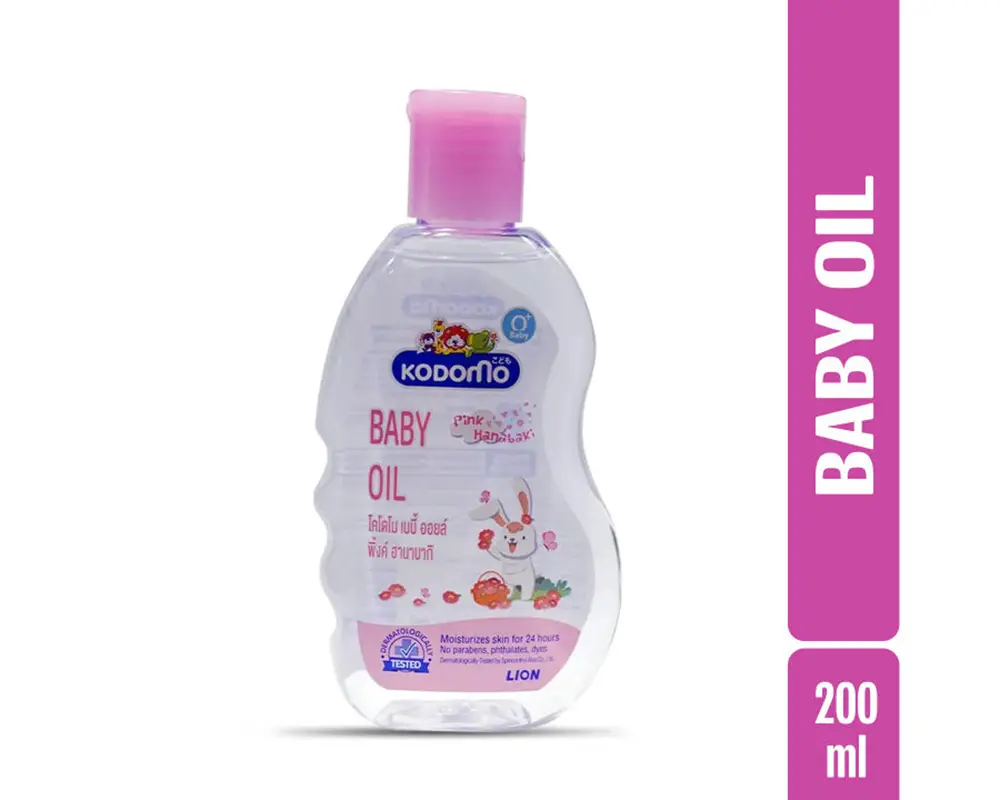 0+
Baby
こども
KODOMO
BABY
OIL
Pink
Hanabaki
โคโดโม เบบี้ ออยล์
พิ้งค์ ฮานาบากิ
DERMATOLOGICALLY
TESTED
Moisturizes skin for 24 hours
No parabens, phthalates, dyes
LION
BABY OIL
200
ml